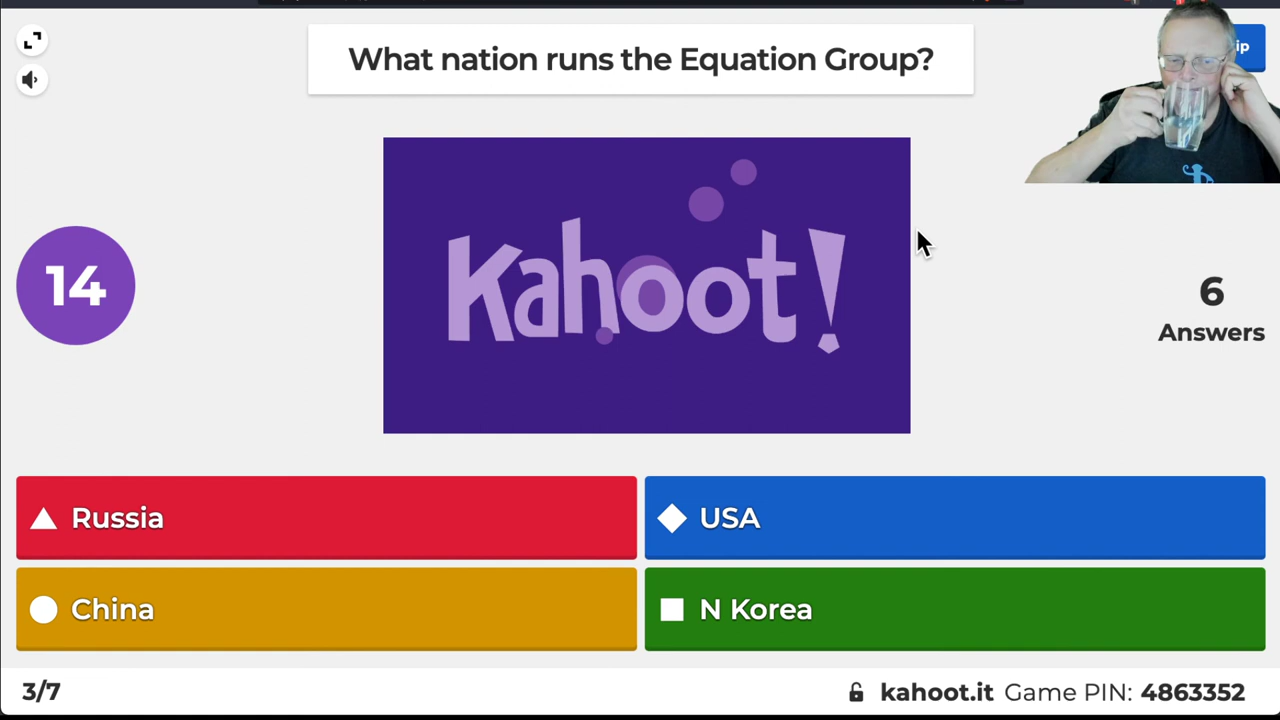 What nation runs the Equation Group?
ip
Kahoot!
14
6
Answers
Russia
USA
China
N Korea
3/7
kahoot.it Game PIN: 4863352